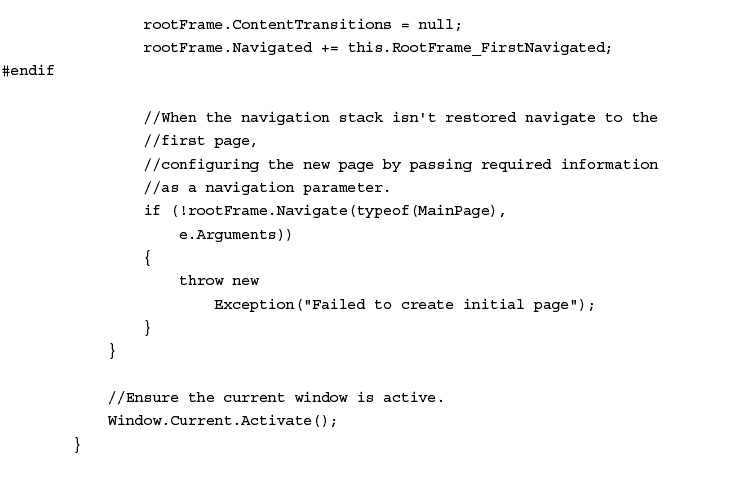 rootFrame.ContentTransitions = null;
rootFrame.Navigated += this.RootFrame_FirstNavigated;
#endif
//When the navigation stack isn't restored navigate to the
//first page,
//configuring the new page by passing required information
//as a navigation parameter.
if (!rootFrame.Navigate(typeof(MainPage),
e.Arguments))
{
throw new
Exception("Failed to create initial page");
}
}
//Ensure the current window is active.
Window.Current.Activate();
}